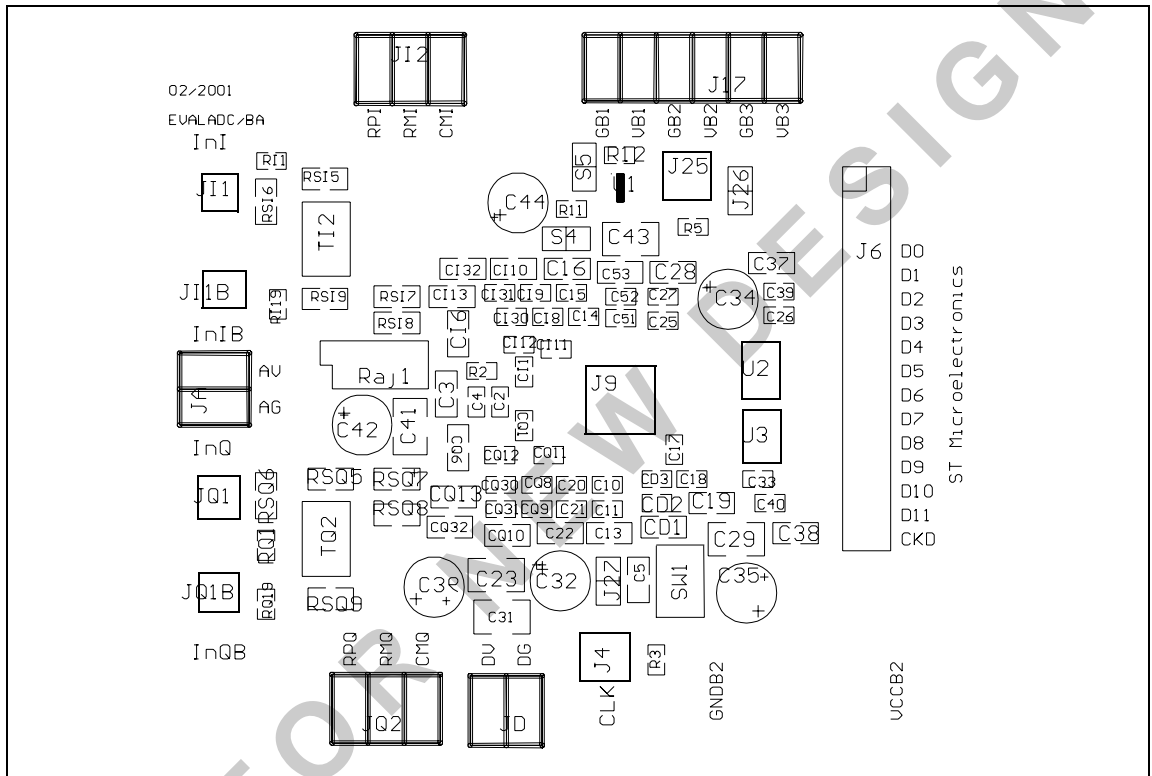 JI2
J17
02/2001
EVALADC/BA
RPI RMI CMI
GB1 VB1 GB2 VB2 GB3 VB3
InI
RI1
RSI5
S5
R12
J25
J26
JI1
RSI6
TI2
C44
R11
R5
S4
C43
J6
D0
D1
D2
D3
D4
D5
D6
D7
D8
D9
D10
D11
CKD
ST Microelectronics
CI32
CI10
C16
C53
C28
C37
JI1B
RI19
RSI9
RSI7
CI13
CI31
CI9
C15
C52
C27
C34
C39
RSI8
CI6
CI30
CI8
C14
C51
C25
C26
InIB
CI12
CI11
Raj1
R2
CI1
J9
U2
JA
AV
AG
C3
C4
C2
C42
C41
CQ1
J3
InQ
CQ6
CQ12
CQ11
C17
RSQ6
RSQ5
RSQ7
CQ30
CQ8
C20
C10
CD3
C18
C33
JQ1
CQ13
RSQ8
CQ31
CQ9
C21
C11
CD2
C19
C40
RQ1
TQ2
CQ32
CQ10
C22
C13
CD1
C29
C38
JQ1B
RQ19
RSQ9
C23
C32
J27
C5
SW1
C35
C31
InQB
RPQ RMQ CMQ
DV DG
J4
R3
CLK
GNDB2
VCCB2
JQ2
JD
FOR NEW DESIGN